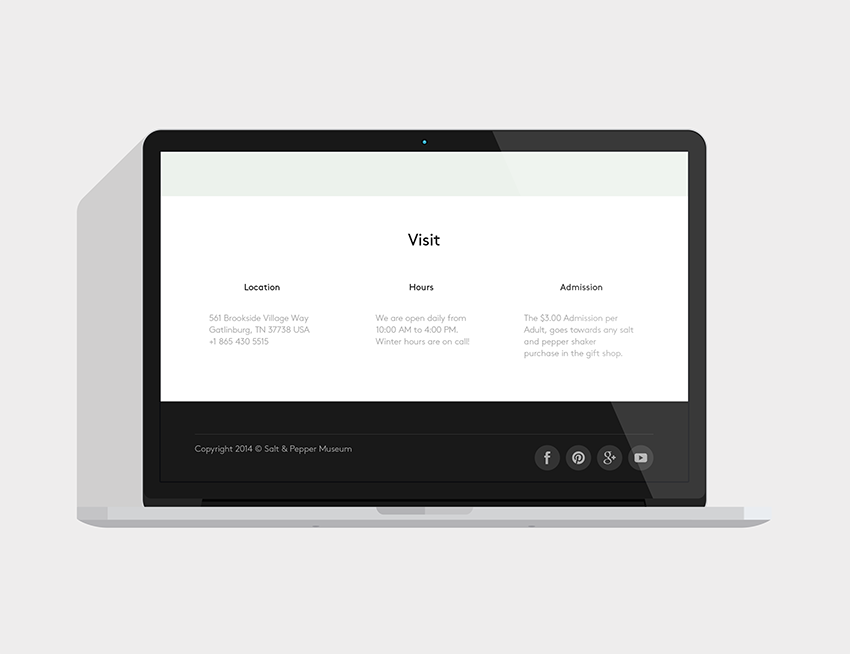 Visit
Location
561 Brookside Village Way
Gatlinburg, TN 37738 USA
+1 865 430 5515
Hours
We are open daily from
10:00 AM to 4:00 PM.
Winter hours are on call!
Admission
The $3.00 Admission per
Adult, goes towards any salt
and pepper shaker
purchase in the gift shop.
Copyright 2014 © Salt & Pepper Museum